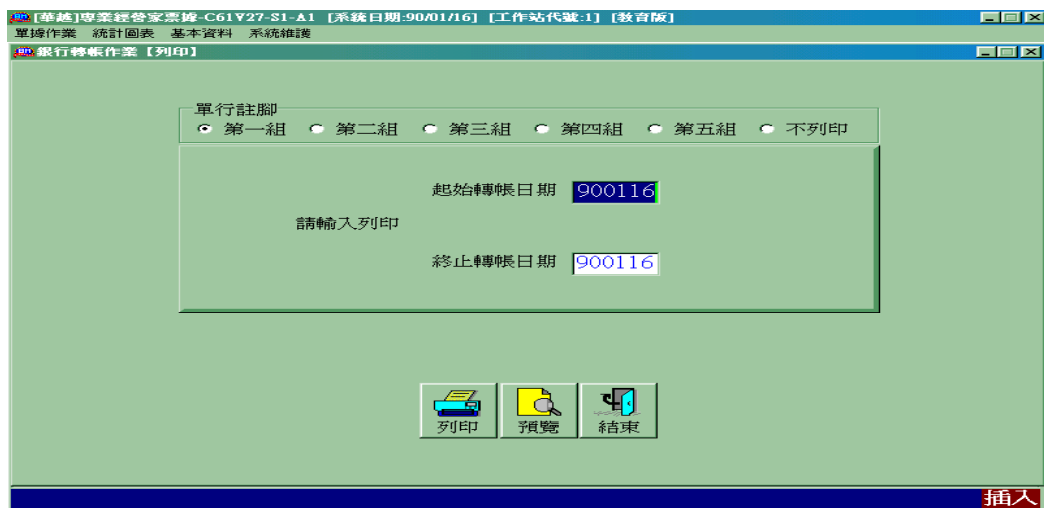 [華越]專業經營家票據-C61V27-S1-A1 [系統日期:90/01/16] [工作站代號:1] [教育版]
單據作業 統計圖表 基本資料 系統維護
銀行轉帳作業【列印】
單行註腳
第一組 第二組 第三組 第四組 第五組 不列印
起始轉帳日期 900116
請輸入列印
終止轉帳日期 900116
列印 預覽 結束
插入